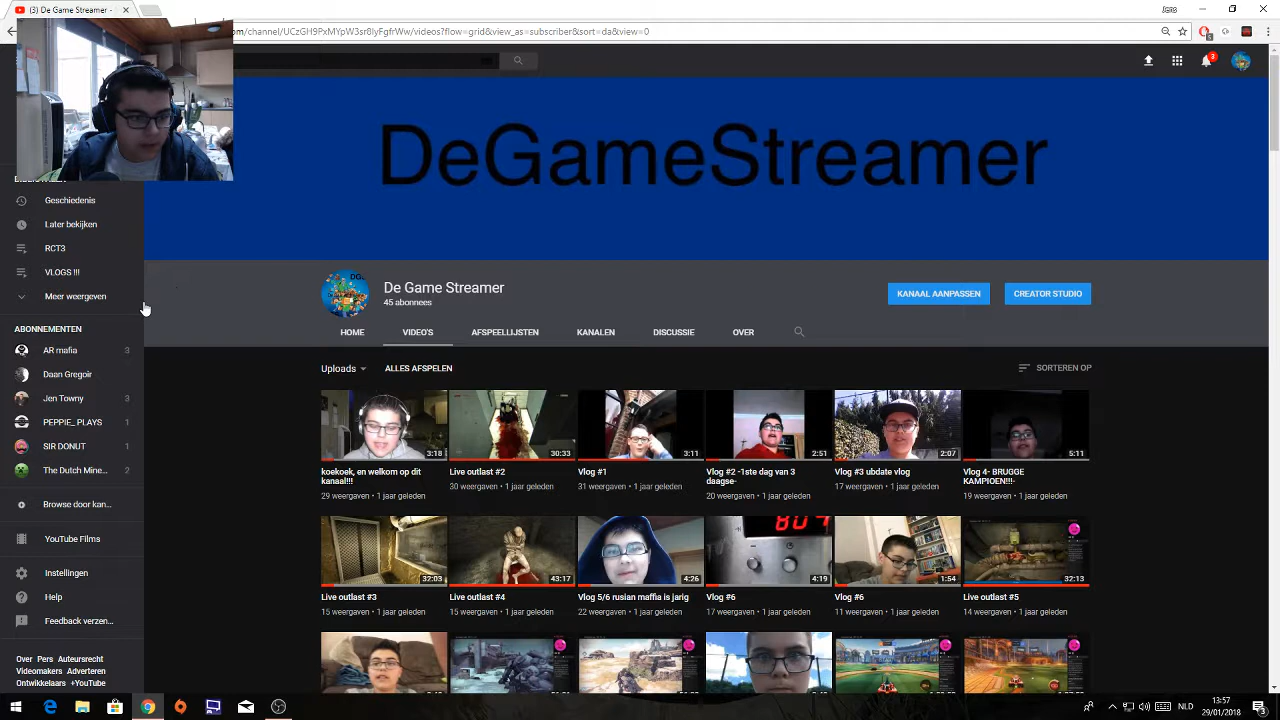 (3) De Game Streamer - Y
Joris
com/channel/UCzGH9PxMYpW3sr0lyFgfrWw/videos?flow=grid&view_as=subscriber&sort=da&view=0
3
DeGameStreamer
Geschiedenis
Later bekijken
RCT3
VLOGS !!!
Meer weergeven
De Game Streamer
45 abonnees
KANAAL AANPASSEN
CREATOR STUDIO
HOME VIDEO'S AFSPEELLIJSTEN KANALEN DISCUSSIE OVER
ABONNEMENTEN
AR mafia 3
Daan Gregoir
Jen Towny 3
PEPPIE_ PLAYS 1
SIR DONUT 1
The Dutch Mine... 2
Browse door kan...
YouTube Films
Instellingen
Help
Feedback verzen...
Over Pers Auteursrecht
Videomakers Adverteren
Ontwikkelaars +YouTube
Uploads ALLES AFSPELEN SORTEREN OP
3:18
koekoek, en welkom op dit
kanaal!!!
29 weergaven • 1 jaar geleden
30:33
Live outlast #2
30 weergaven • 1 jaar geleden
3:11
Vlog #1
31 weergaven • 1 jaar geleden
2:51
Vlog #2 -1ste dag van 3
daagse-
20 weergaven • 1 jaar geleden
2:07
Vlog #3 ubdate vlog
17 weergaven • 1 jaar geleden
5:11
Vlog 4- BRUGGE
KAMPIOEN!!!-
19 weergaven • 1 jaar geleden
32:03
Live outlast #3
15 weergaven • 1 jaar geleden
43:17
Live outlast #4
15 weergaven • 1 jaar geleden
4:26
Vlog 5/6 rusian maffia is jarig
22 weergaven • 1 jaar geleden
4:19
Vlog #6
17 weergaven • 1 jaar geleden
1:54
Vlog #6
11 weergaven • 1 jaar geleden
32:13
Live outlast #5
11 weergaven • 1 jaar geleden
NLD
13:57
29/01/2018
3